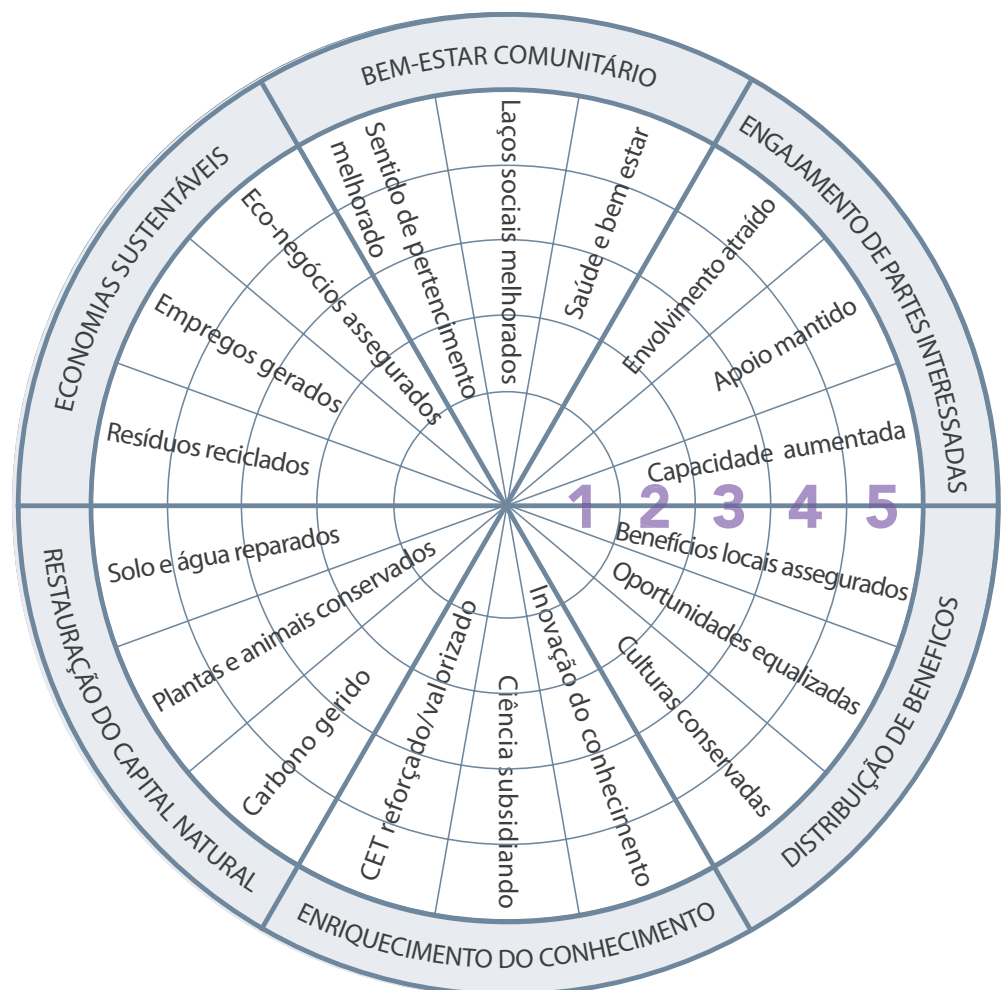 BEM-ESTAR COMUNITÁRIO
Sentido de pertencimento
melhorado
Laços sociais melhorados
Saúde e bem estar
ENGAJAMENTO DE PARTES INTERESSADAS
Envolvimento atraído
Apoio mantido
Capacidade aumentada
1 2 3 4 5
DISTRIBUIÇÃO DE BENEFICOS
Benefícios locais assegurados
Oportunidades equalizadas
Culturas conservadas
ENRIQUECIMENTO DO CONHECIMENTO
Inovação do conhecimento
Ciência subsidiando
CET reforçado/valorizado
RESTAURAÇÃO DO CAPITAL NATURAL
Carbono gerido
Plantas e animais conservados
Solo e água reparados
ECONOMIAS SUSTENTÁVEIS
Resíduos reciclados
Empregos gerados
Eco-negócios assegurados